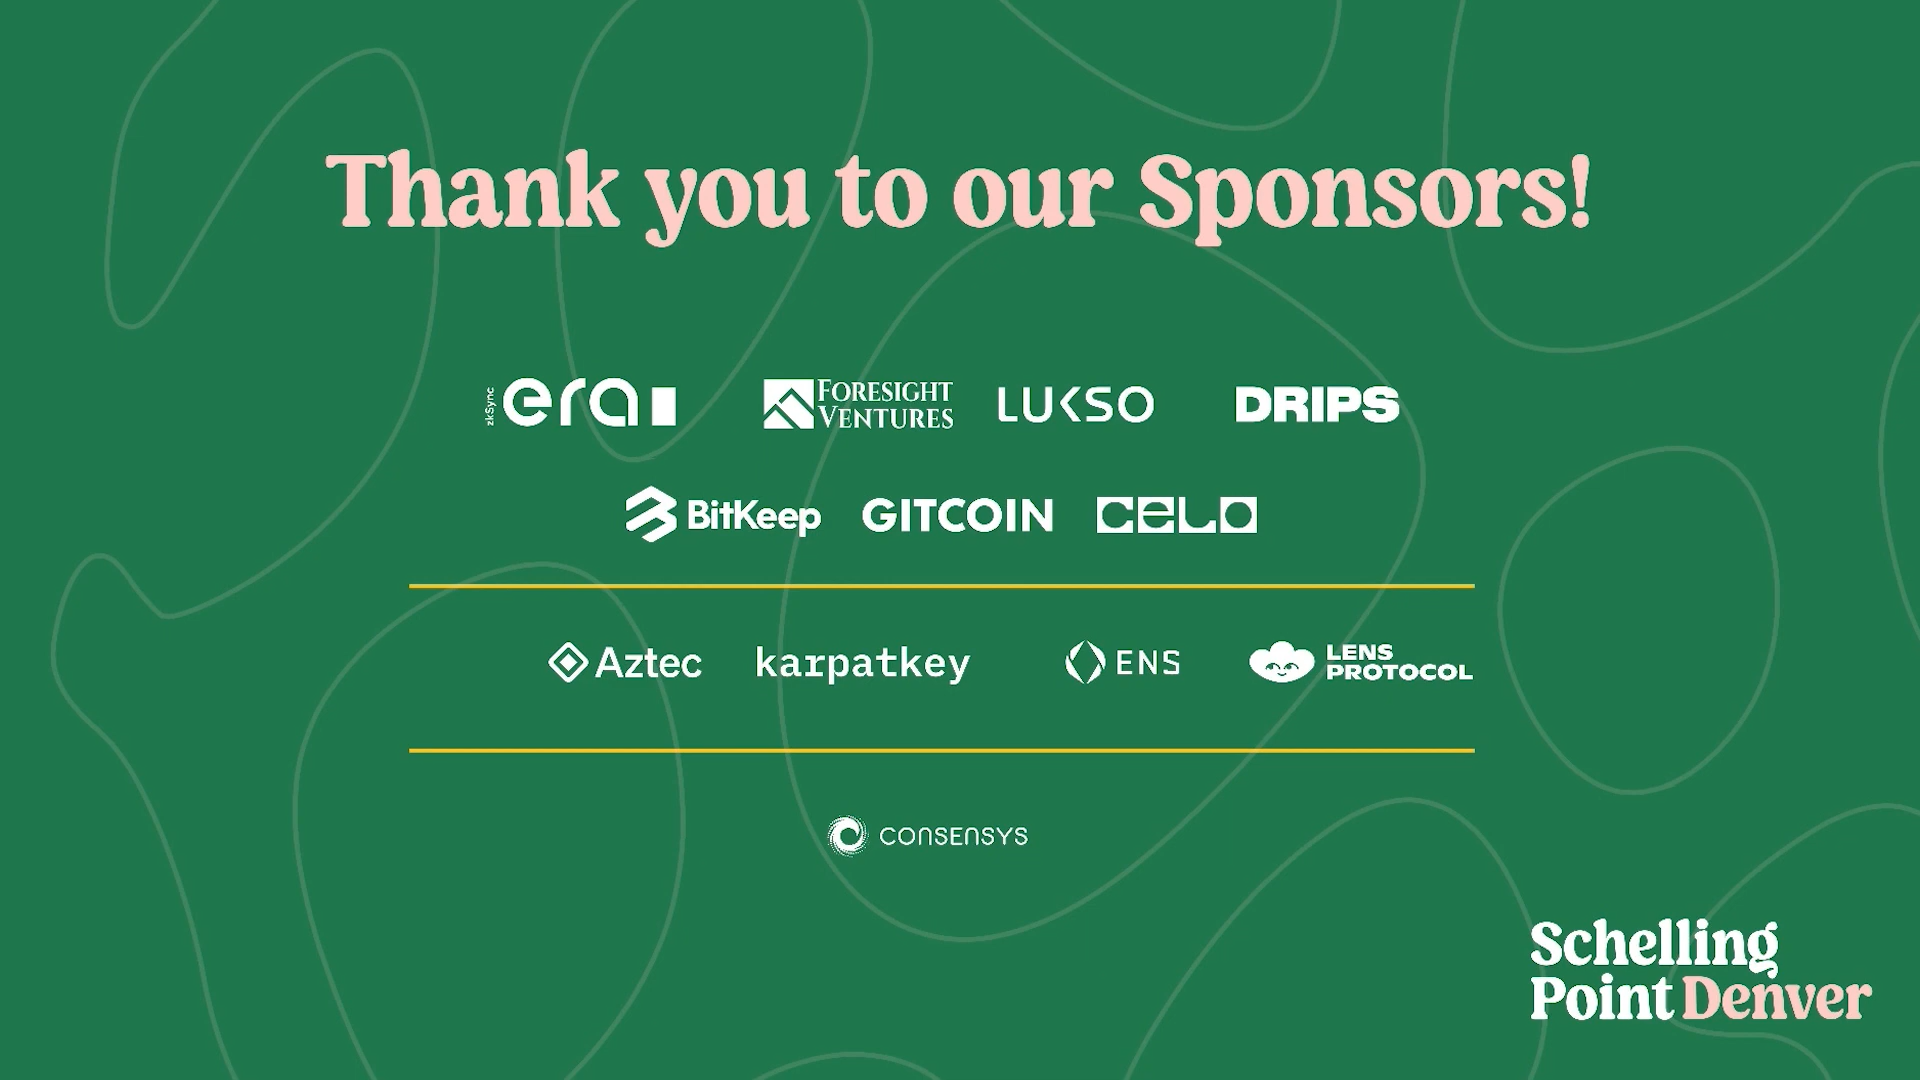 Thank you to our Sponsors!
zkSync era FORESIGHT VENTURES LUKSO DRIPS
BitKeep GITCOIN CELO
Aztec karpatkey ENS LENS PROTOCOL
CONSENSYS
Schelling
Point Denver